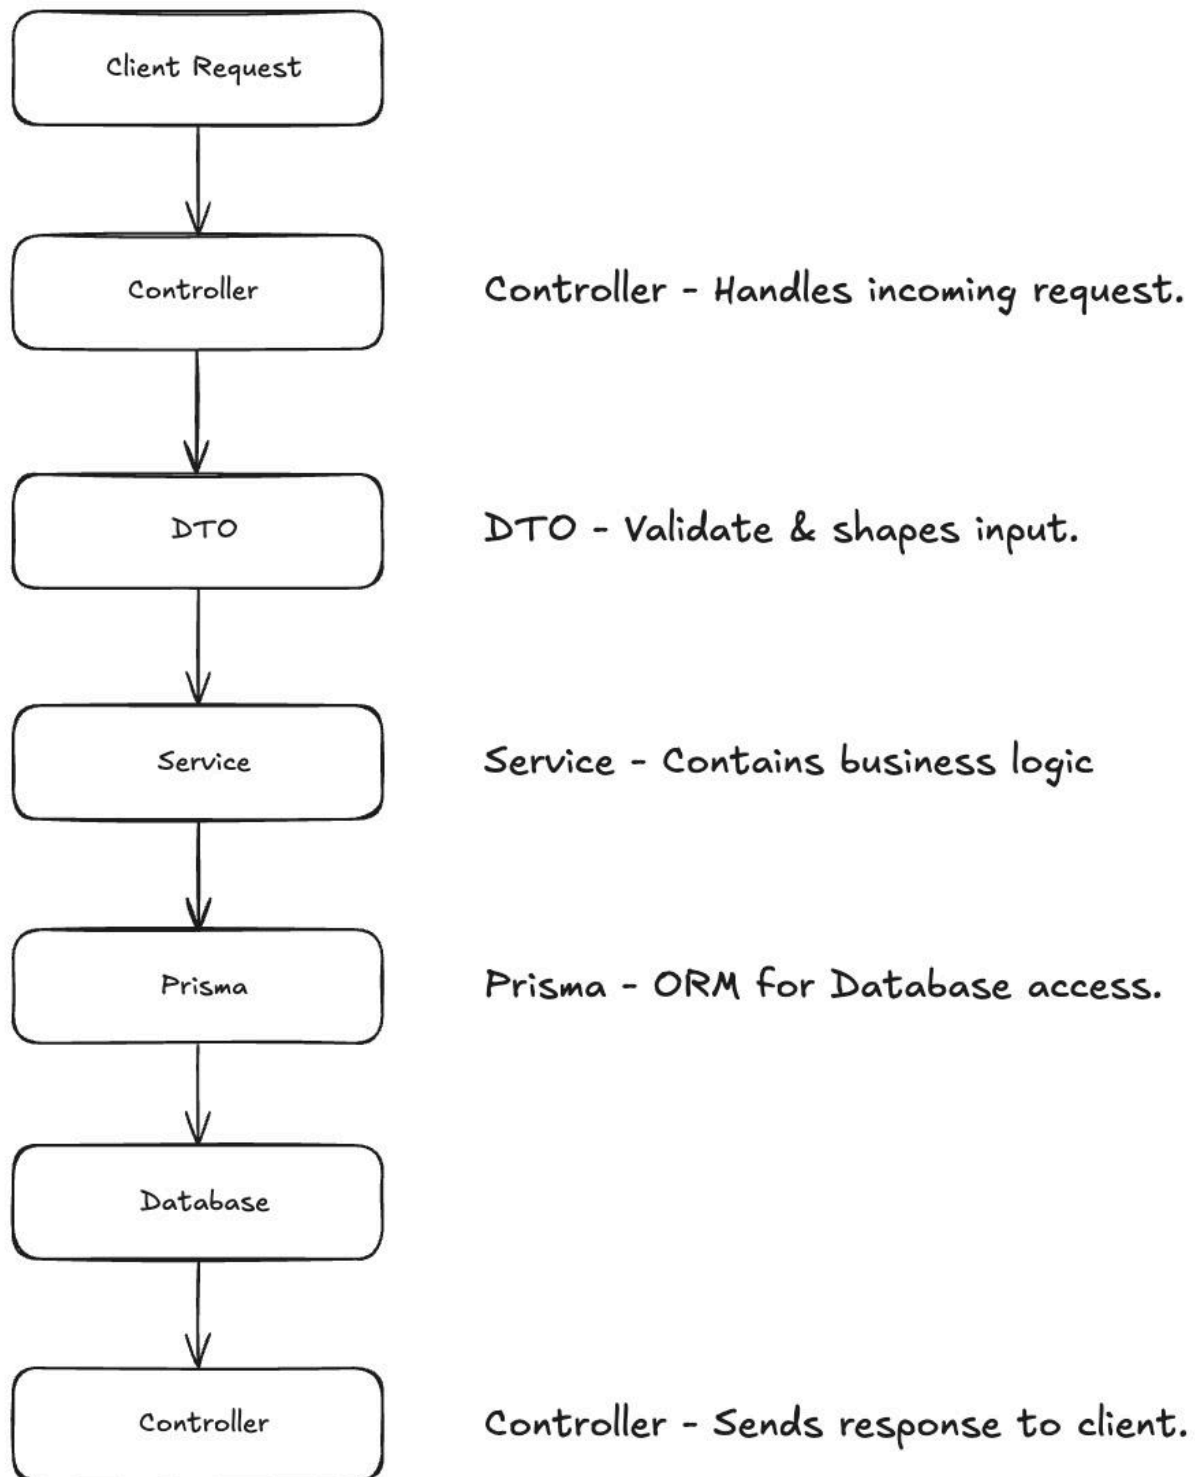 Client Request
Controller
Controller - Handles incoming request.
DTO
DTO - Validate & shapes input.
Service
Service - Contains business logic
Prisma
Prisma - ORM for Database access.
Database
Controller
Controller - Sends response to client.